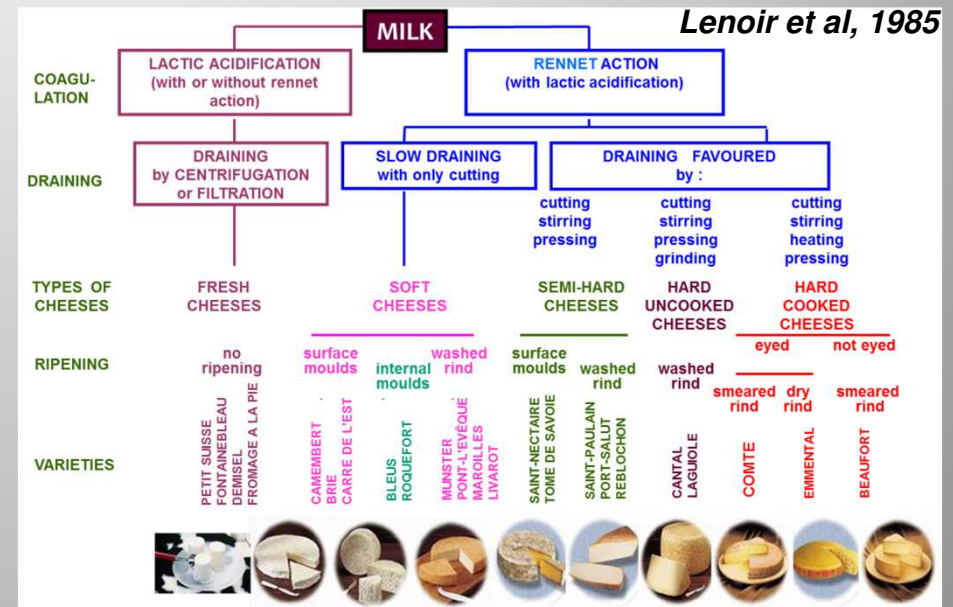 Lenoir et al, 1985
MILK
COAGU-
LATION
LACTIC ACIDIFICATION
(with or without rennet
action)
RENNET ACTION
(with lactic acidification)
DRAINING
DRAINING
by CENTRIFUGATION
or FILTRATION
SLOW DRAINING
with only cutting
DRAINING FAVOURED
by :
cutting
stirring
pressing
cutting
stirring
pressing
grinding
cutting
stirring
heating
pressing
TYPES OF
CHEESES
FRESH
CHEESES
SOFT
CHEESES
SEMI-HARD
CHEESES
HARD
UNCOOKED
CHEESES
HARD
COOKED
CHEESES
eyed
not eyed
RIPENING
no
ripening
surface
moulds
internal
moulds
washed
rind
surface
moulds
washed
rind
washed
rind
smeared
rind
dry
rind
smeared
rind
VARIETIES
PETIT SUISSE
FONTAINEBLEAU
DEMISEL
FROMAGE A LA PIE
CAMEMBERT
BRIE
CARRE DE L'EST
BLEUS
ROQUEFORT
MUNSTER
PONT-L'EVÊQUE
MAROILLES
LIVAROT
SAINT-NECTAIRE
TOME DE SAVOIE
SAINT-PAULAIN
PORT-SALUT
REBLOCHON
CANTAL
LAGUIOLE
COMTE
EMMENTAL
BEAUFORT